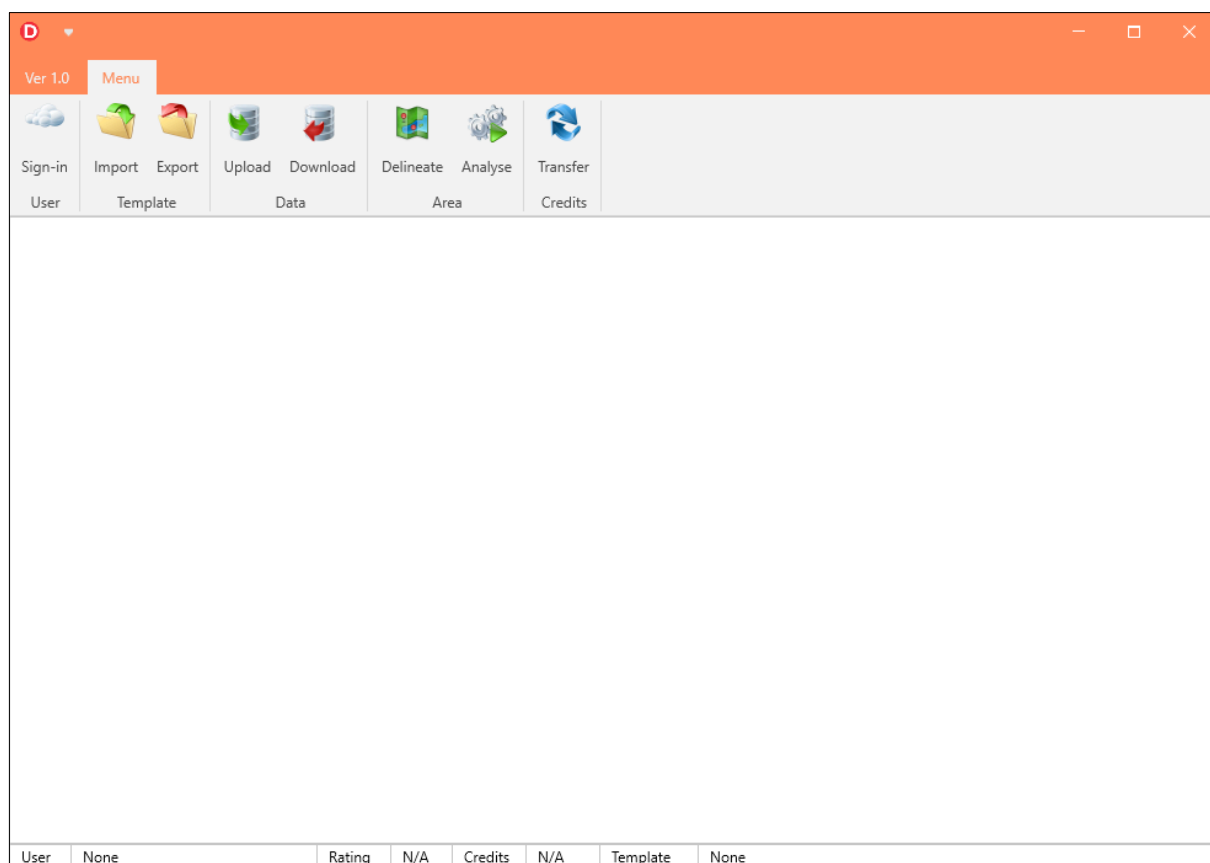 D
Ver 1.0 Menu
Sign-in Import Export Upload Download Delineate Analyse Transfer
User Template Data Area Credits
User None Rating N/A Credits N/A Template None